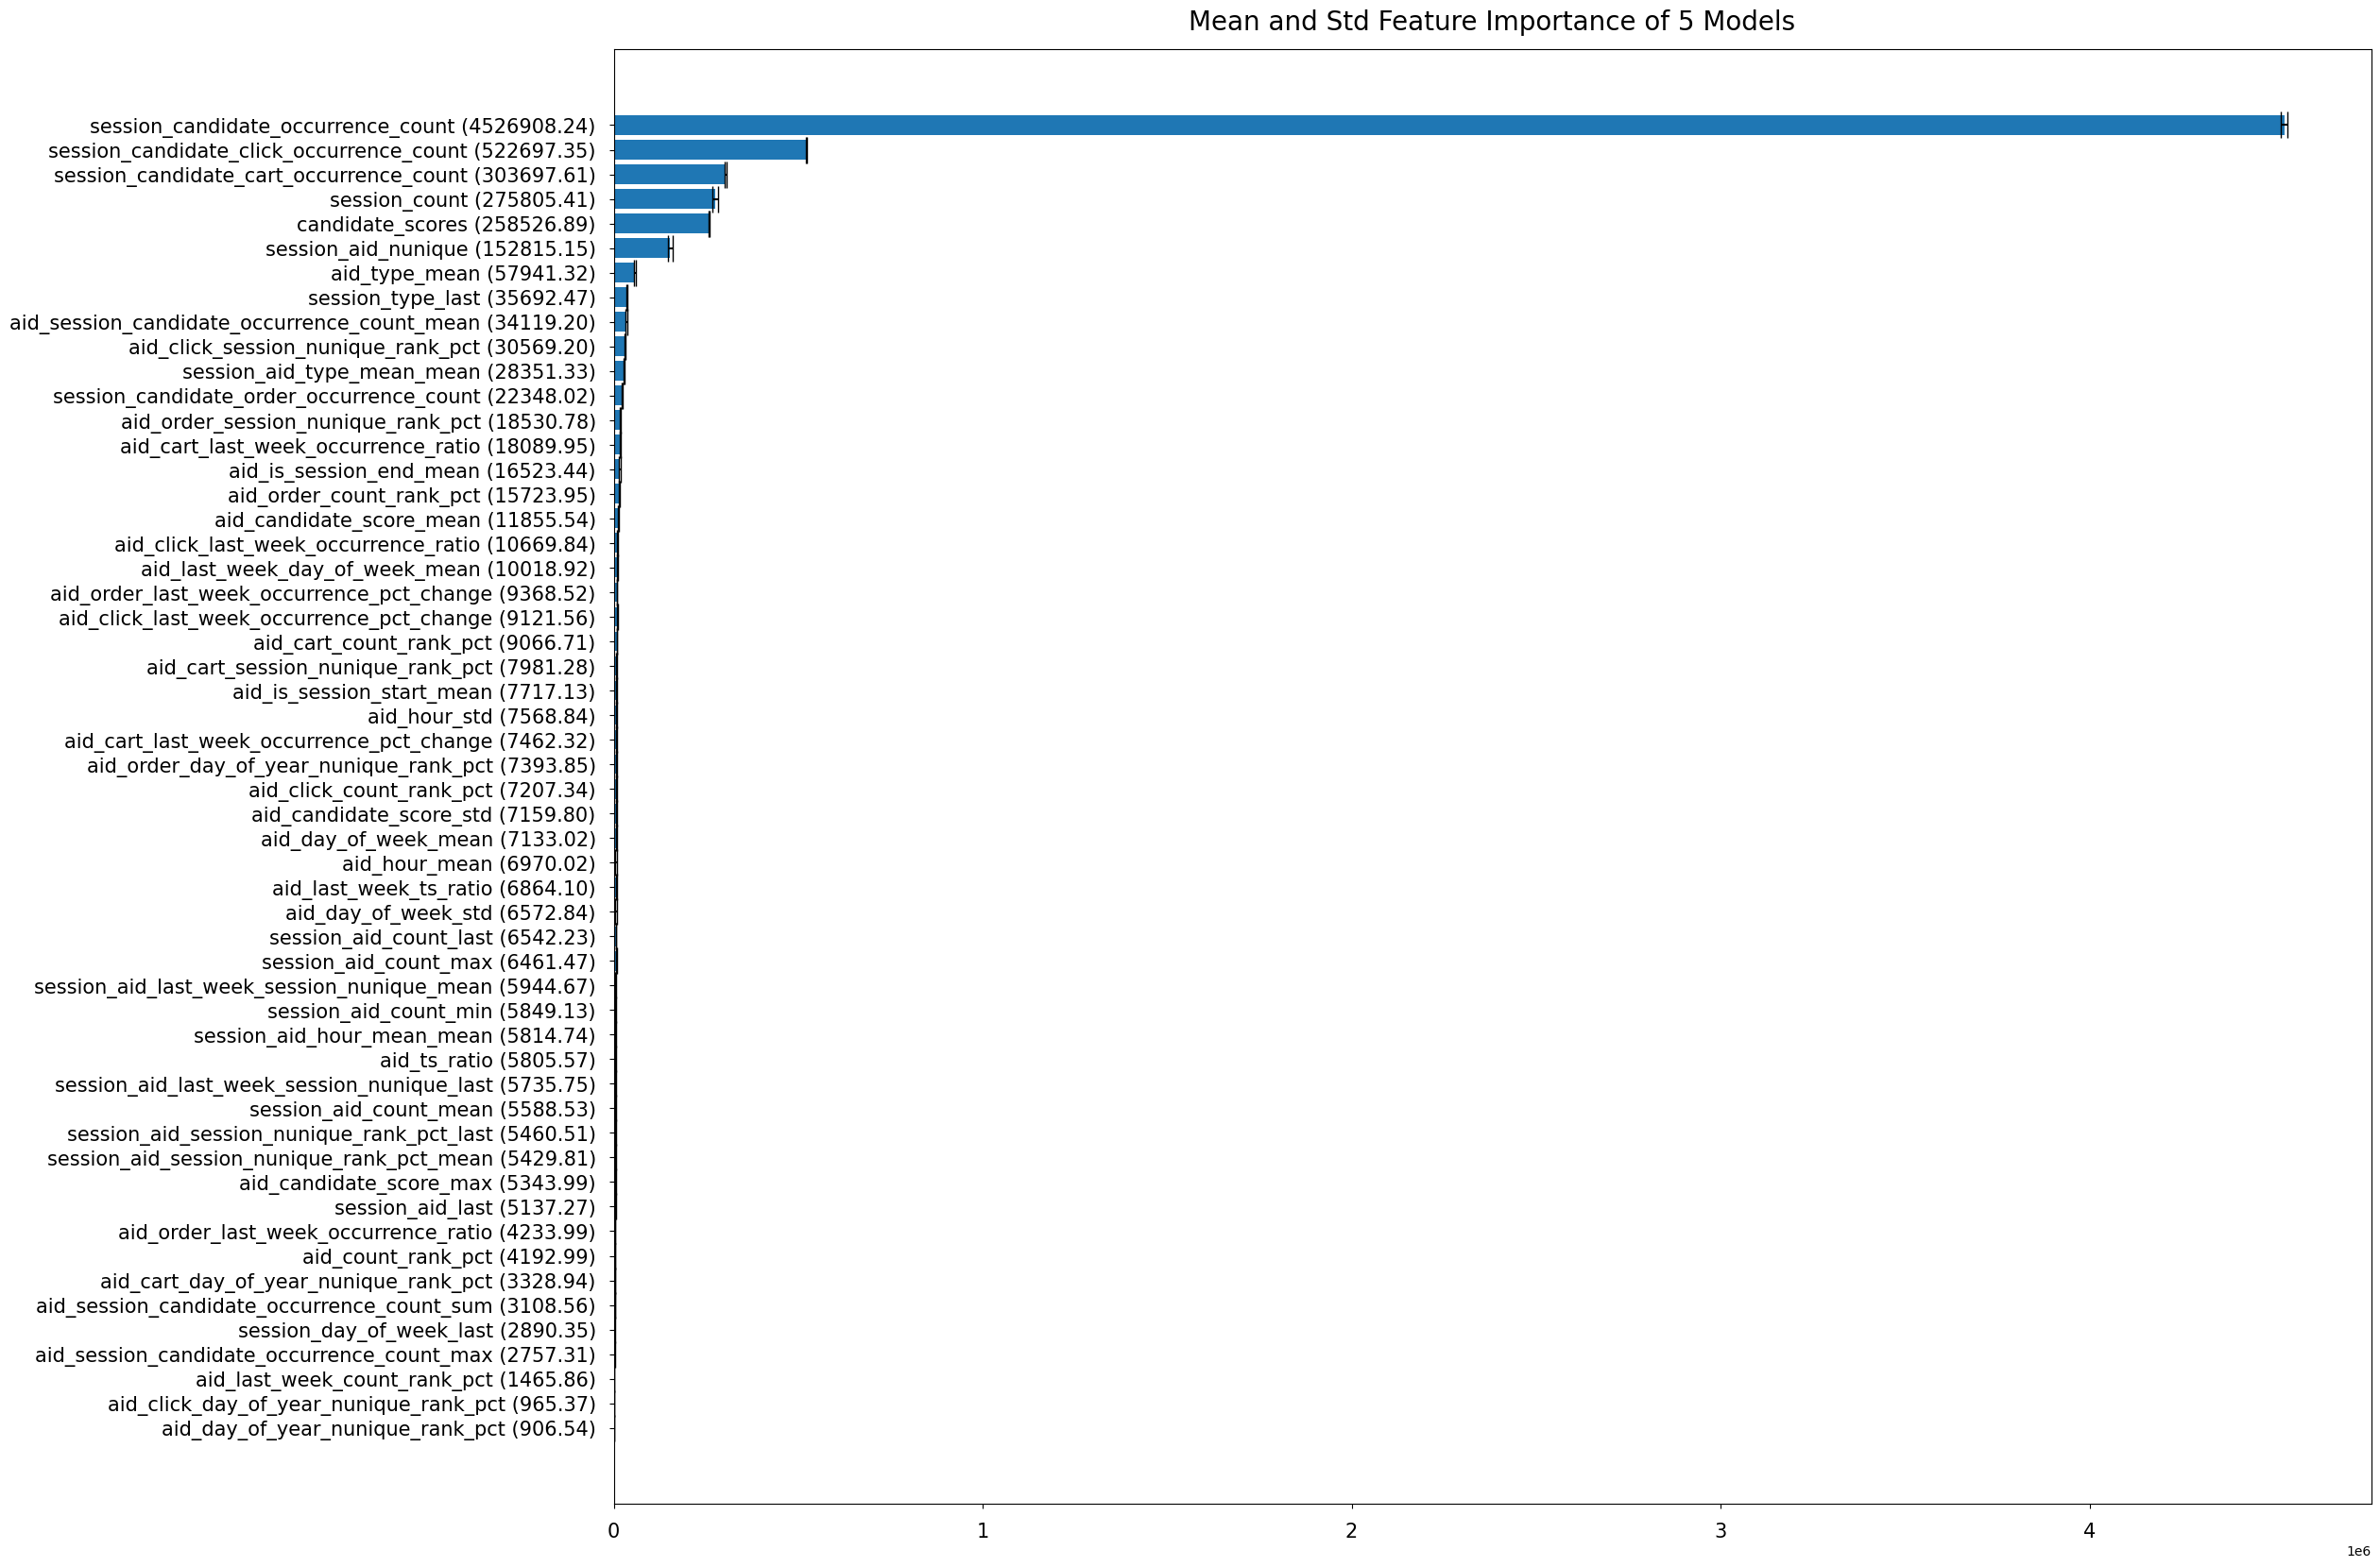 Mean and Std Feature Importance of 5 Models
session_candidate_occurrence_count (4526908.24)
session_candidate_click_occurrence_count (522697.35)
session_candidate_cart_occurrence_count (303697.61)
session_count (275805.41)
candidate_scores (258526.89)
session_aid_nunique (152815.15)
aid_type_mean (57941.32)
session_type_last (35692.47)
aid_session_candidate_occurrence_count_mean (34119.20)
aid_click_session_nunique_rank_pct (30569.20)
session_aid_type_mean_mean (28351.33)
session_candidate_order_occurrence_count (22348.02)
aid_order_session_nunique_rank_pct (18530.78)
aid_cart_last_week_occurrence_ratio (18089.95)
aid_is_session_end_mean (16523.44)
aid_order_count_rank_pct (15723.95)
aid_candidate_score_mean (11855.54)
aid_click_last_week_occurrence_ratio (10669.84)
aid_last_week_day_of_week_mean (10018.92)
aid_order_last_week_occurrence_pct_change (9368.52)
aid_click_last_week_occurrence_pct_change (9121.56)
aid_cart_count_rank_pct (9066.71)
aid_cart_session_nunique_rank_pct (7981.28)
aid_is_session_start_mean (7717.13)
aid_hour_std (7568.84)
aid_cart_last_week_occurrence_pct_change (7462.32)
aid_order_day_of_year_nunique_rank_pct (7393.85)
aid_click_count_rank_pct (7207.34)
aid_candidate_score_std (7159.80)
aid_day_of_week_mean (7133.02)
aid_hour_mean (6970.02)
aid_last_week_ts_ratio (6864.10)
aid_day_of_week_std (6572.84)
session_aid_count_last (6542.23)
session_aid_count_max (6461.47)
session_aid_last_week_session_nunique_mean (5944.67)
session_aid_count_min (5849.13)
session_aid_hour_mean_mean (5814.74)
aid_ts_ratio (5805.57)
session_aid_last_week_session_nunique_last (5735.75)
session_aid_count_mean (5588.53)
session_aid_session_nunique_rank_pct_last (5460.51)
session_aid_session_nunique_rank_pct_mean (5429.81)
aid_candidate_score_max (5343.99)
session_aid_last (5137.27)
aid_order_last_week_occurrence_ratio (4233.99)
aid_count_rank_pct (4192.99)
aid_cart_day_of_year_nunique_rank_pct (3328.94)
aid_session_candidate_occurrence_count_sum (3108.56)
session_day_of_week_last (2890.35)
aid_session_candidate_occurrence_count_max (2757.31)
aid_last_week_count_rank_pct (1465.86)
aid_click_day_of_year_nunique_rank_pct (965.37)
aid_day_of_year_nunique_rank_pct (906.54)
0 1 2 3 4
1e6